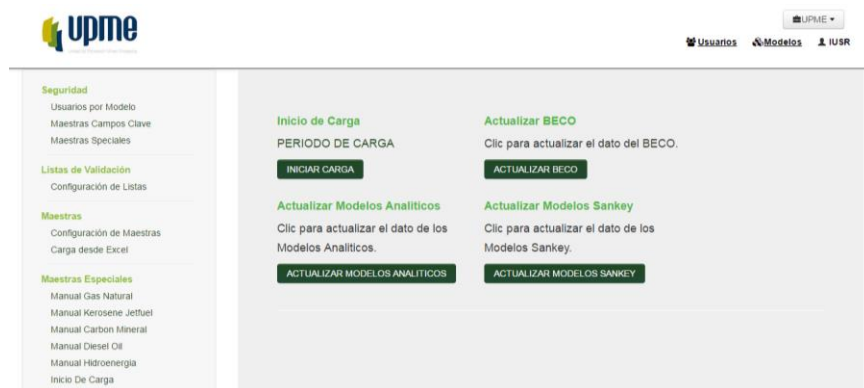 upme
UPME
Usuarios Modelos IUSR
Seguridad
Usuarios por Modelo
Maestras Campos Clave
Maestras Speciales
Listas de Validación
Configuración de Listas
Maestras
Configuración de Maestras
Carga desde Excel
Maestras Especiales
Manual Gas Natural
Manual Kerosene Jetfuel
Manual Carbon Mineral
Manual Diesel Oil
Manual Hidroenergia
Inicio De Carga
Inicio de Carga
PERIODO DE CARGA
INICIAR CARGA
Actualizar BECO
Clic para actualizar el dato del BECO.
ACTUALIZAR BECO
Actualizar Modelos Analíticos
Clic para actualizar el dato de los
Modelos Analiticos.
ACTUALIZAR MODELOS ANALITICOS
Actualizar Modelos Sankey
Clic para actualizar el dato de los
Modelos Sankey.
ACTUALIZAR MODELOS SANKEY